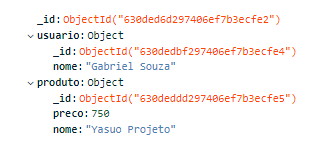 _id: ObjectId("630ded6d297406ef7b3ecfe2")
usuario: Object
_id: ObjectId("630dedbf297406ef7b3ecfe4")
nome: "Gabriel Souza"
produto: Object
_id: ObjectId("630deddd297406ef7b3ecfe5")
preco: 750
nome: "Yasuo Projeto"